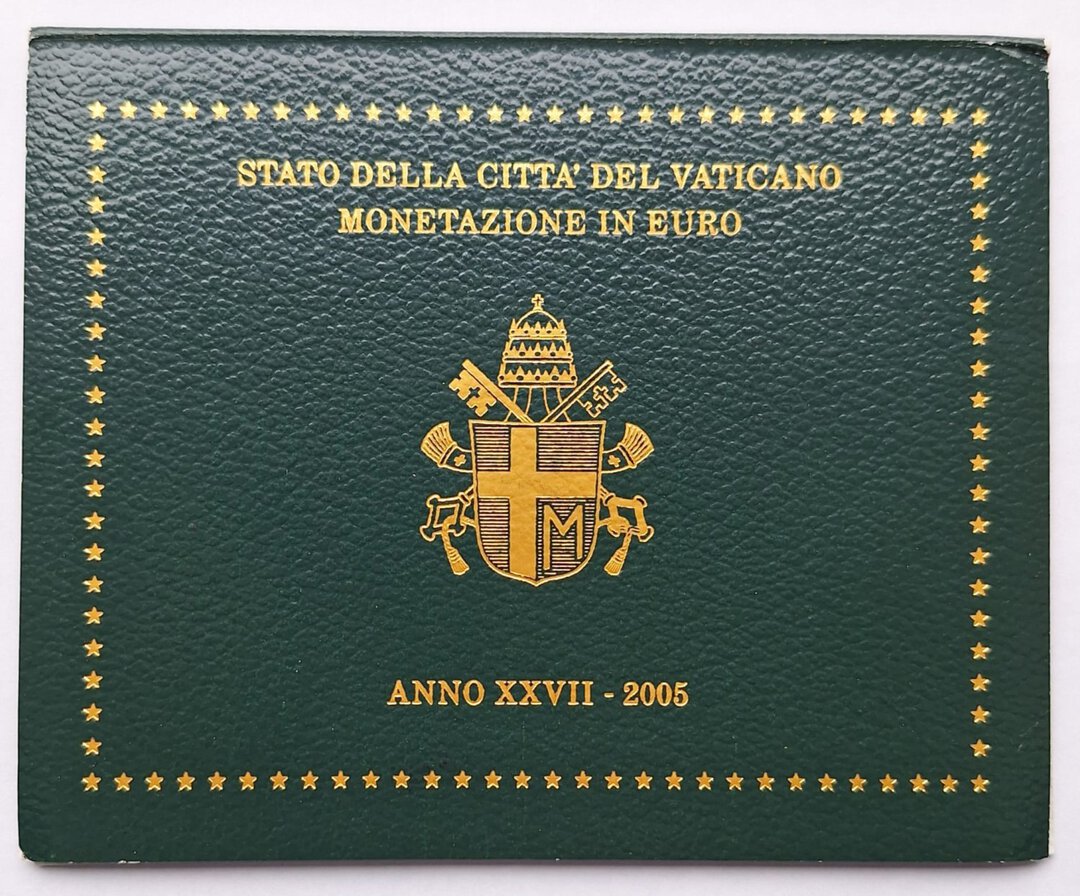 STATO DELLA CITTA' DEL VATICANO
MONETAZIONE IN EURO
M
ANNO XXVII - 2005